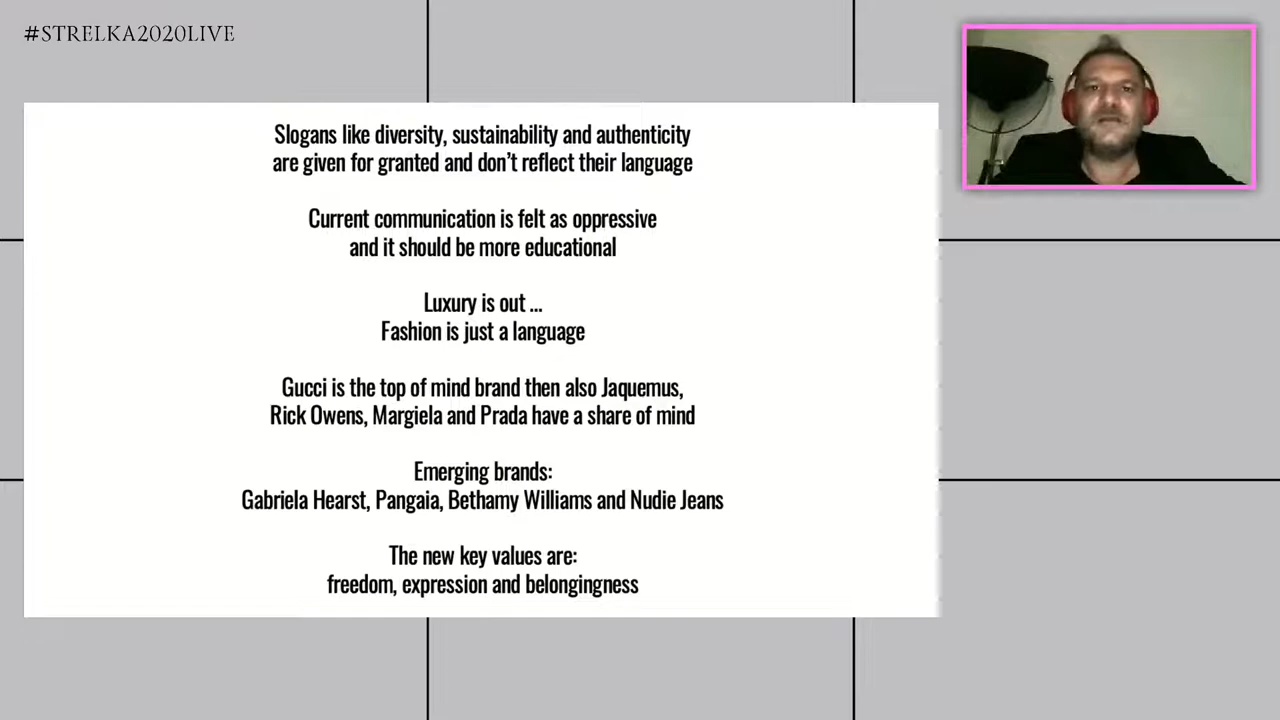 #STRELKA2020LIVE
Slogans like diversity, sustainability and authenticity
are given for granted and don't reflect their language
Current communication is felt as oppressive
and it should be more educational
Luxury is out ...
Fashion is just a language
Gucci is the top of mind brand then also Jaquemus,
Rick Owens, Margiela and Prada have a share of mind
Emerging brands:
Gabriela Hearst, Pangaia, Bethamy Williams and Nudie Jeans
The new key values are:
freedom, expression and belongingness